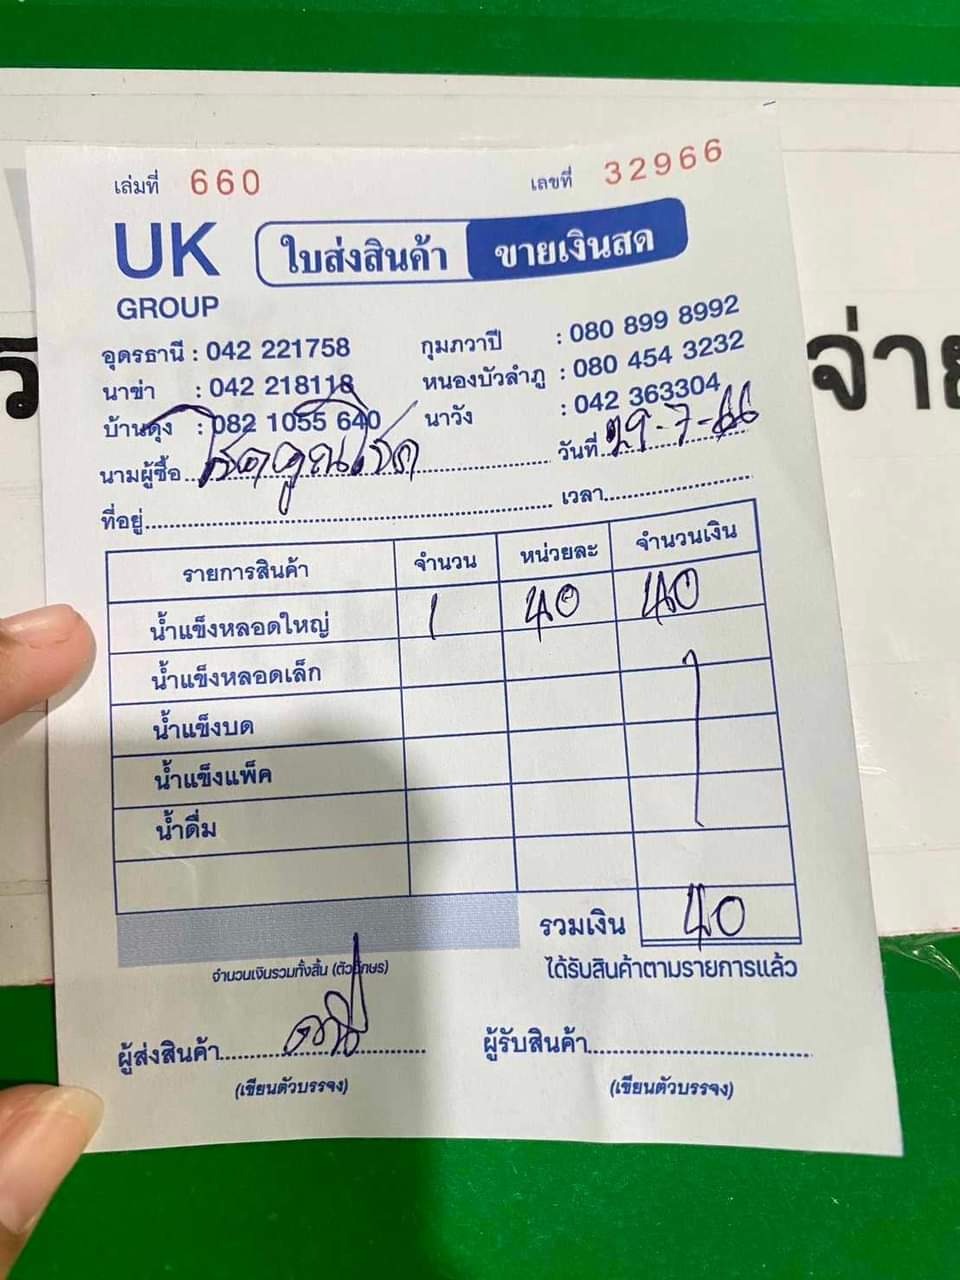 เล่มที่ 660 เลขที่ 32966
UK GROUP
ใบส่งสินค้า ขายเงินสด
อุดรธานี : 042 221758 กุมภวาปี : 080 899 8992
นาข่า : 042 218118 หนองบัวลำภู : 080 454 3232
บ้านดุง : 082 1055 640 นาวัง : 042 363304
นามผู้ซื้อ โชคคูณโชค วันที่ 29-7-66
ที่อยู่ เวลา
รายการสินค้า จำนวน หน่วยละ จำนวนเงิน
น้ำแข็งหลอดใหญ่ 1 40 40
น้ำแข็งหลอดเล็ก
น้ำแข็งบด
น้ำแข็งแพ็ค
น้ำดื่ม
รวมเงิน 40
จำนวนเงินรวมทั้งสิ้น (ตัวอักษร) ได้รับสินค้าตามรายการแล้ว
ผู้ส่งสินค้า ผู้รับสินค้า
(เขียนตัวบรรจง) (เขียนตัวบรรจง)
จ่าย